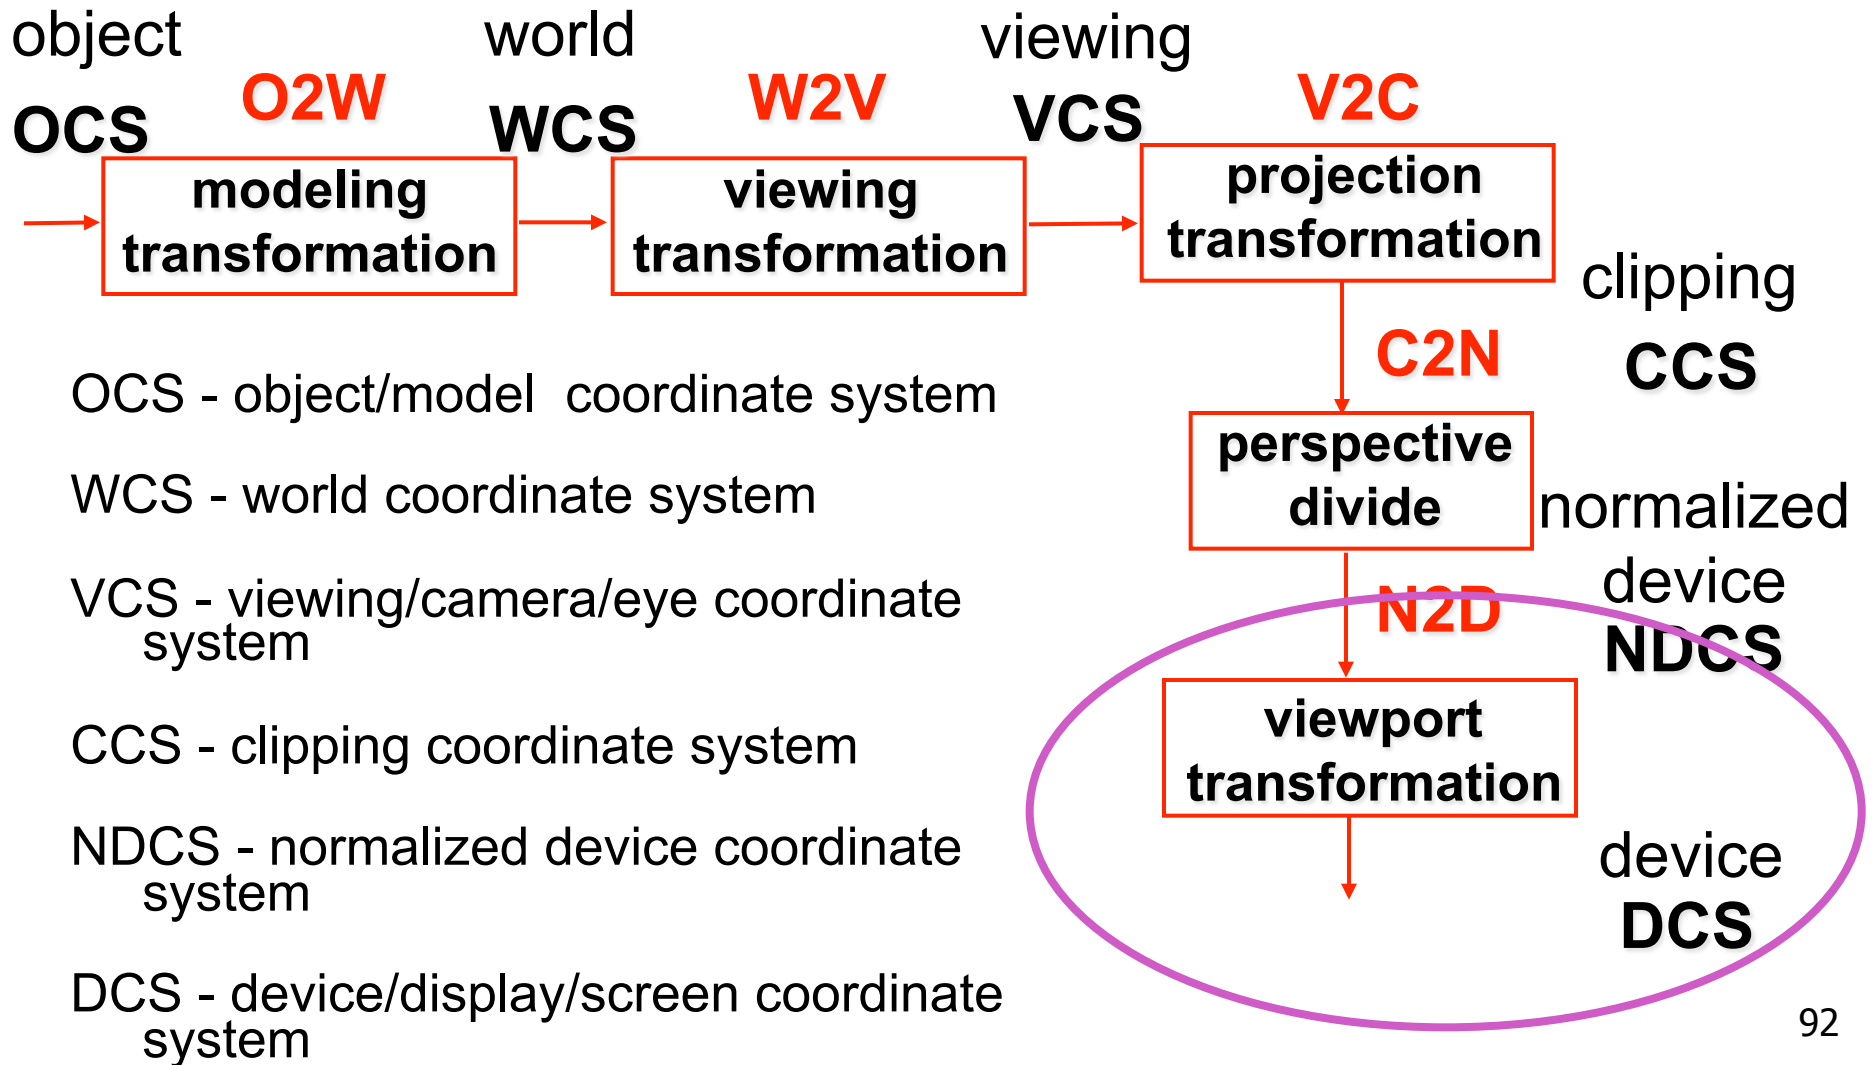 object
world
viewing
O2W
W2V
V2C
OCS
WCS
VCS
modeling
transformation
viewing
transformation
projection
transformation
clipping
CCS
C2N
perspective
divide
normalized
device
NDCS
N2D
viewport
transformation
device
DCS
OCS - object/model coordinate system
WCS - world coordinate system
VCS - viewing/camera/eye coordinate
system
CCS - clipping coordinate system
NDCS - normalized device coordinate
system
DCS - device/display/screen coordinate
system
92